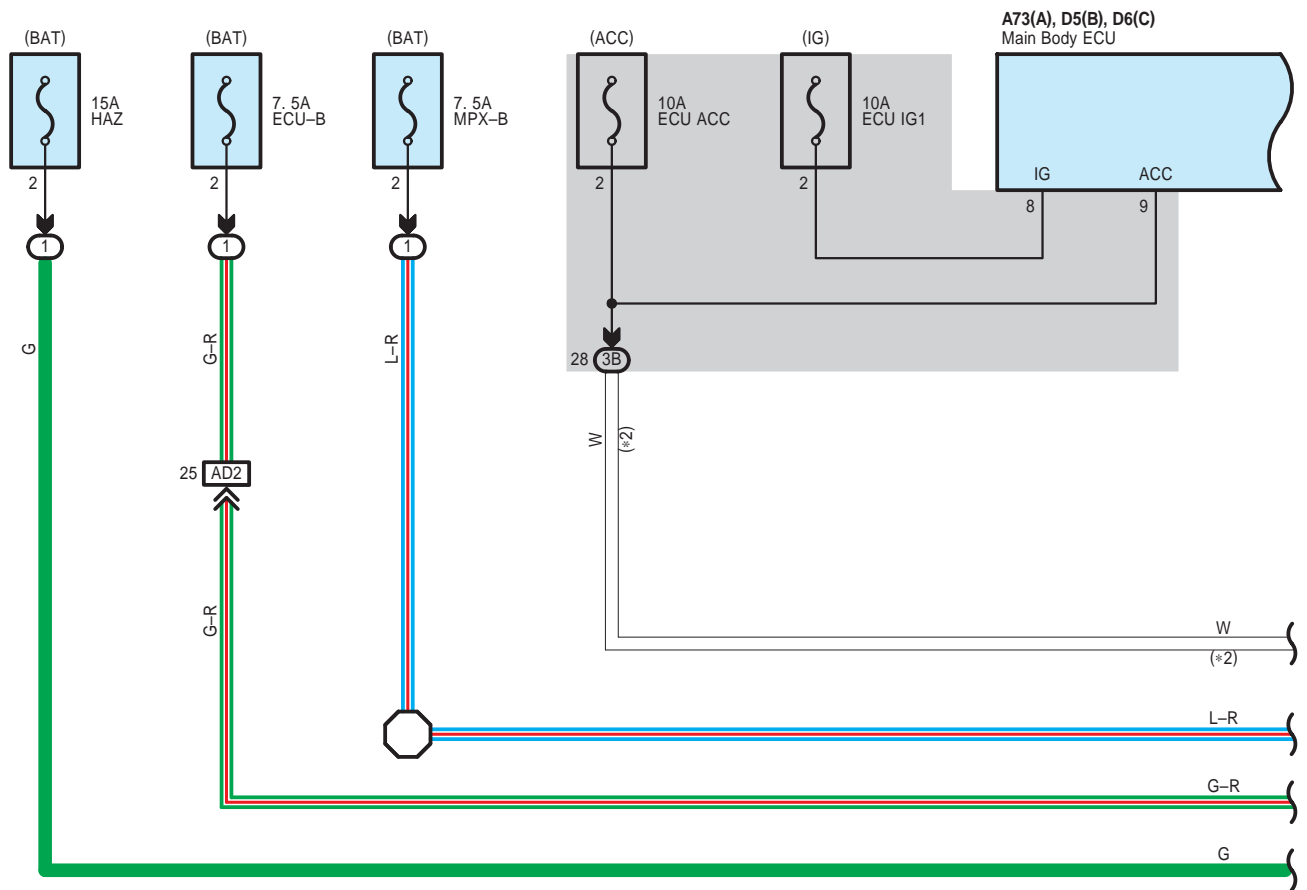 A73(A), D5(B), D6(C)
Main Body ECU
(BAT)
(BAT)
(BAT)
(ACC)
(IG)
15A
HAZ
7. 5A
ECU–B
7. 5A
MPX–B
10A
ECU ACC
10A
ECU IG1
IG
ACC
2
2
2
2
2
8
9
1
1
1
28
3B
G
G–R
L–R
W
(*2)
25
AD2
G–R
W
(*2)
L–R
G–R
G